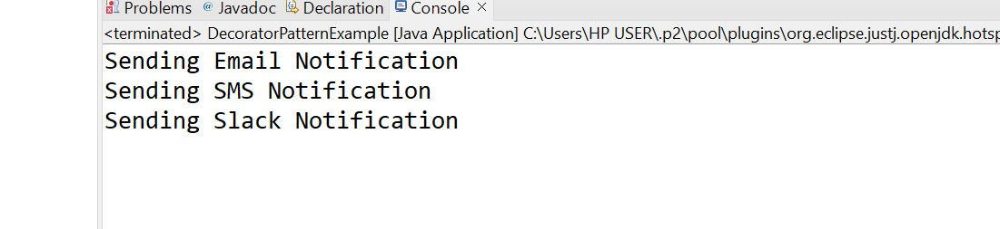 Problems @ Javadoc Declaration Console
<terminated> DecoratorPatternExample [Java Application] C:\Users\HP USER\.p2\pool\plugins\org.eclipse.justj.openjdk.hotsp
Sending Email Notification
Sending SMS Notification
Sending Slack Notification